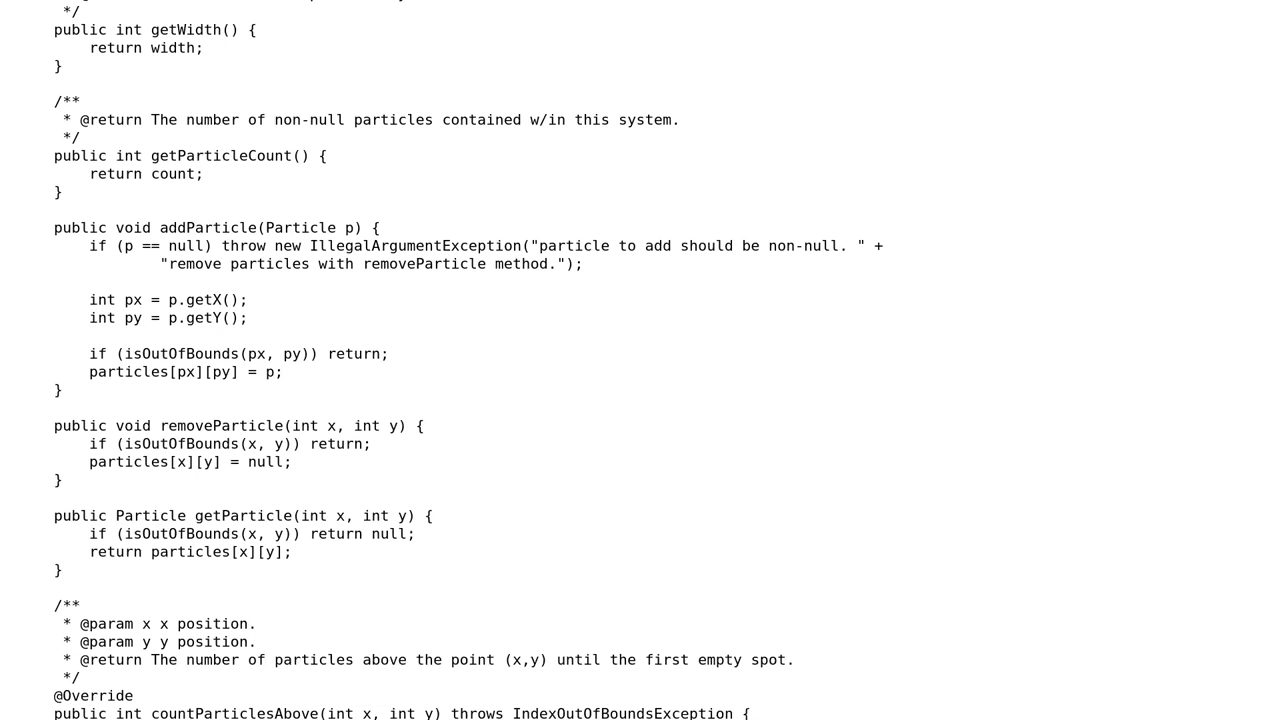 */
public int getWidth() {
    return width;
}

/**
 * @return The number of non-null particles contained w/in this system.
 */
public int getParticleCount() {
    return count;
}

public void addParticle(Particle p) {
    if (p == null) throw new IllegalArgumentException("particle to add should be non-null. " +
            "remove particles with removeParticle method.");

    int px = p.getX();
    int py = p.getY();

    if (isOutOfBounds(px, py)) return;
    particles[px][py] = p;
}

public void removeParticle(int x, int y) {
    if (isOutOfBounds(x, y)) return;
    particles[x][y] = null;
}

public Particle getParticle(int x, int y) {
    if (isOutOfBounds(x, y)) return null;
    return particles[x][y];
}

/**
 * @param x x position.
 * @param y y position.
 * @return The number of particles above the point (x,y) until the first empty spot.
 */
@Override
public int countParticlesAbove(int x, int y) throws IndexOutOfBoundsException {